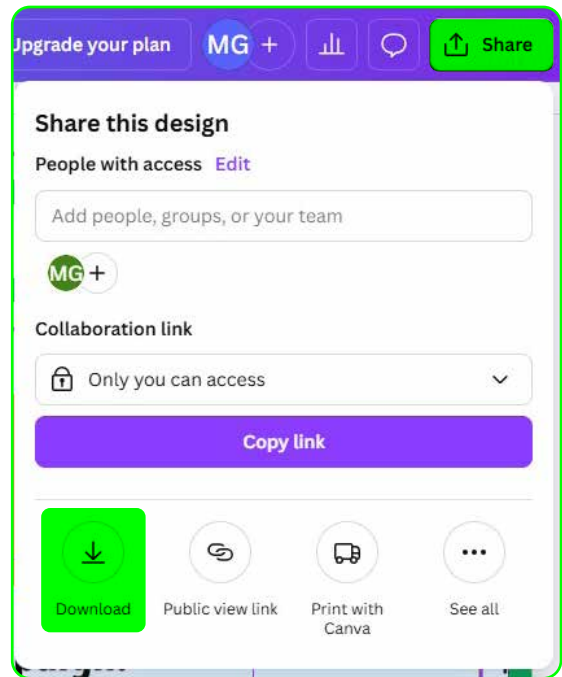 Upgrade your plan MG + Share
Share this design
People with access Edit
Add people, groups, or your team
MG +
Collaboration link
Only you can access
Copy link
Download Public view link Print with Canva See all